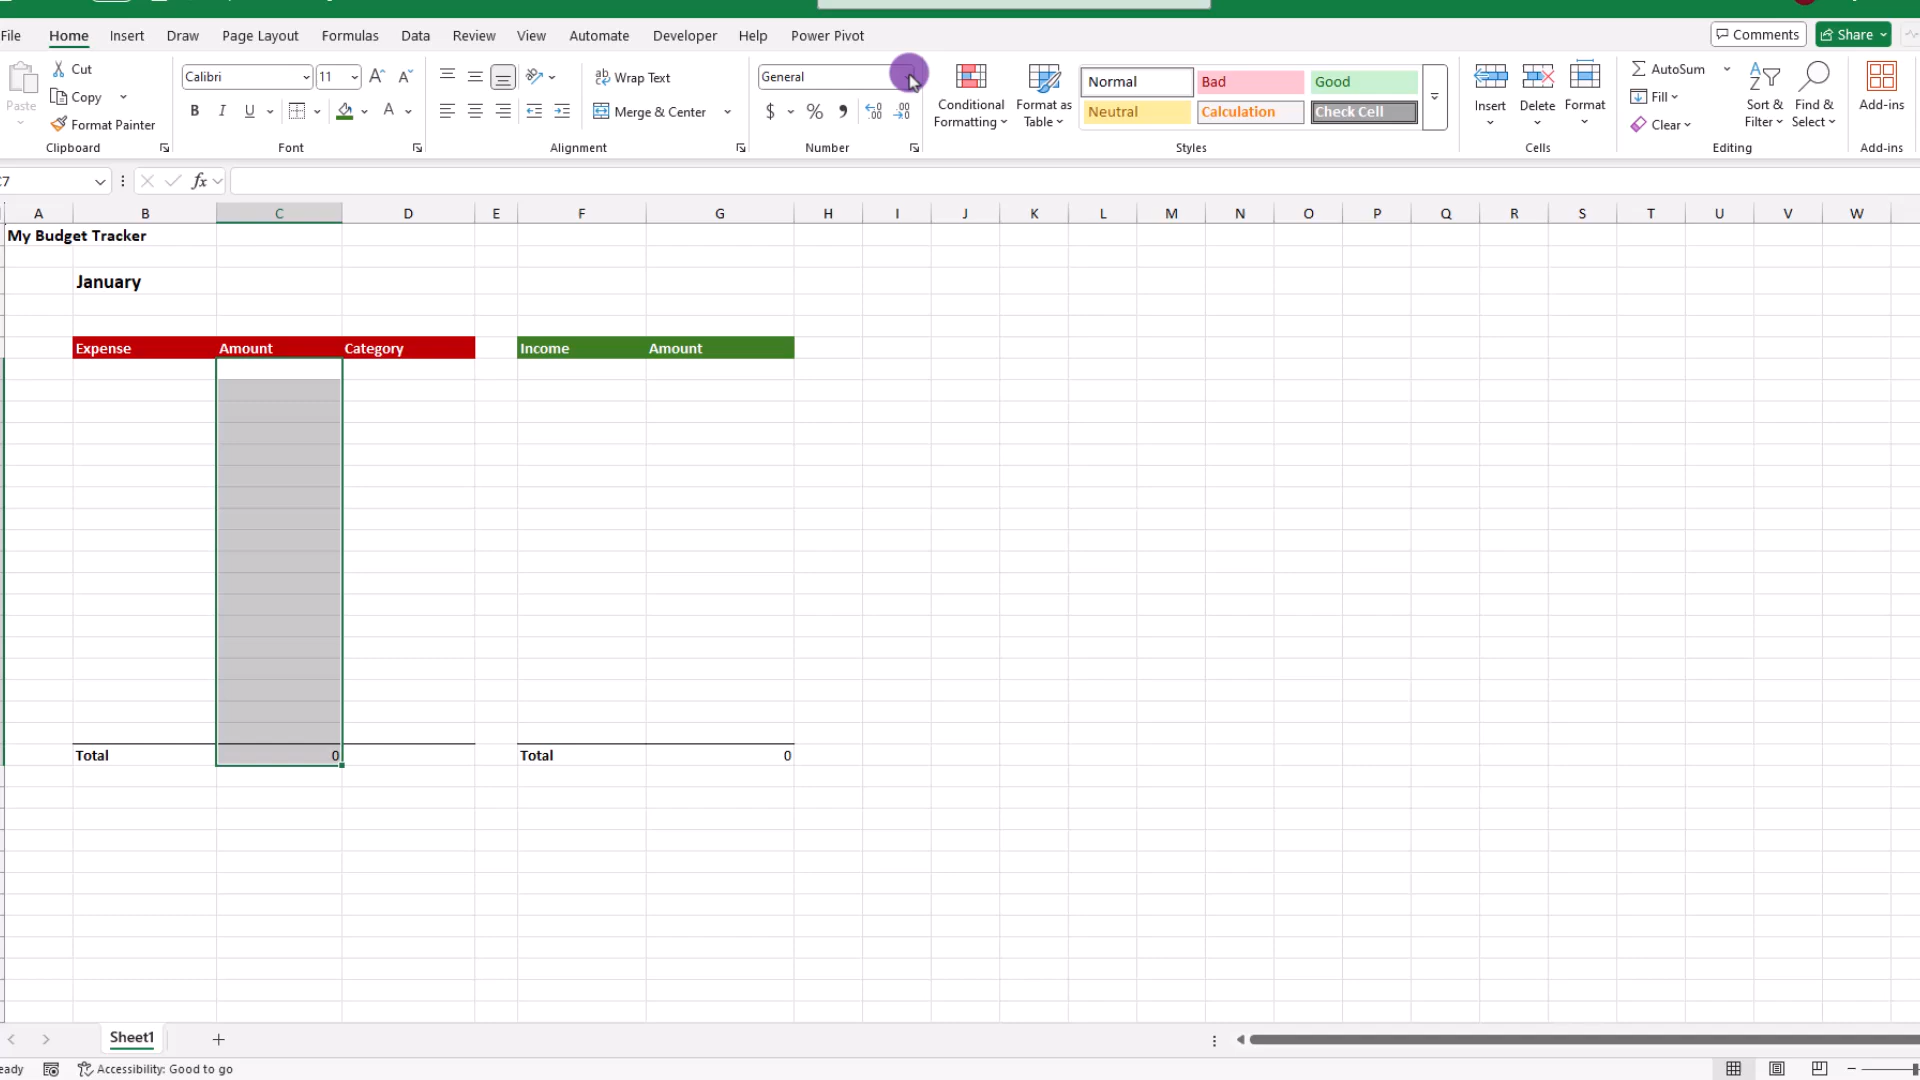 File Home Insert Draw Page Layout Formulas Data Review View Automate Developer Help Power Pivot Comments Share
Paste Cut Copy Format Painter Clipboard
Calibri 11 B I U A Font
Wrap Text Merge & Center Alignment
General $ % Number
Conditional Formatting Format as Table
Normal Bad Good
Neutral Calculation Check Cell
Styles
Insert Delete Format Cells
AutoSum Fill Clear Sort & Filter Find & Select Editing
Add-ins Add-ins
fx
A B C D E F G H I J K L M N O P Q R S T U V W
My Budget Tracker
January
Expense Amount Category Income Amount
Total 0 Total 0
Sheet1
Accessibility: Good to go